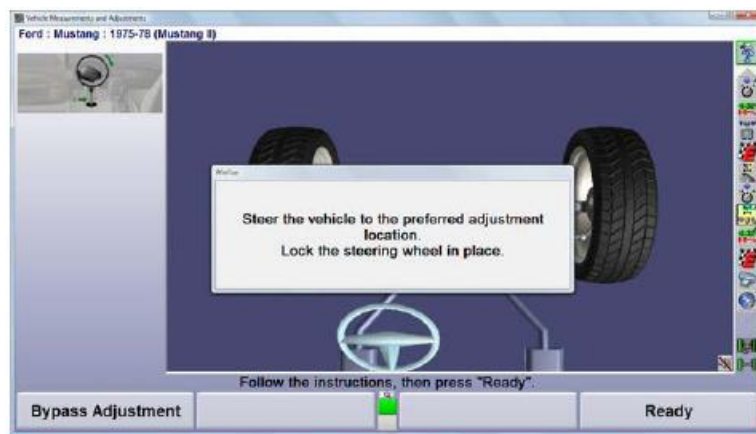 Vehicle Measurements and Adjustments
Ford : Mustang : 1975-78 (Mustang II)
Steer the vehicle to the preferred adjustment
location.
Lock the steering wheel in place.
Follow the instructions, then press "Ready".
Bypass Adjustment
Ready